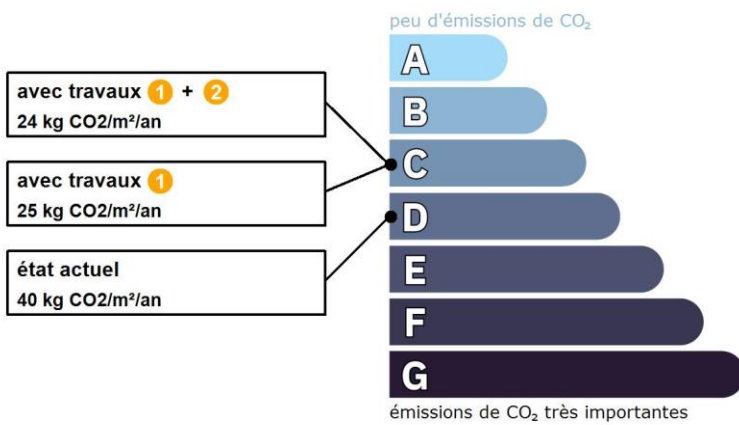 peu d'émissions de CO₂
A
avec travaux 1 + 2
24 kg CO2/m²/an
B
C
avec travaux 1
25 kg CO2/m²/an
D
état actuel
40 kg CO2/m²/an
E
F
G
émissions de CO₂ très importantes